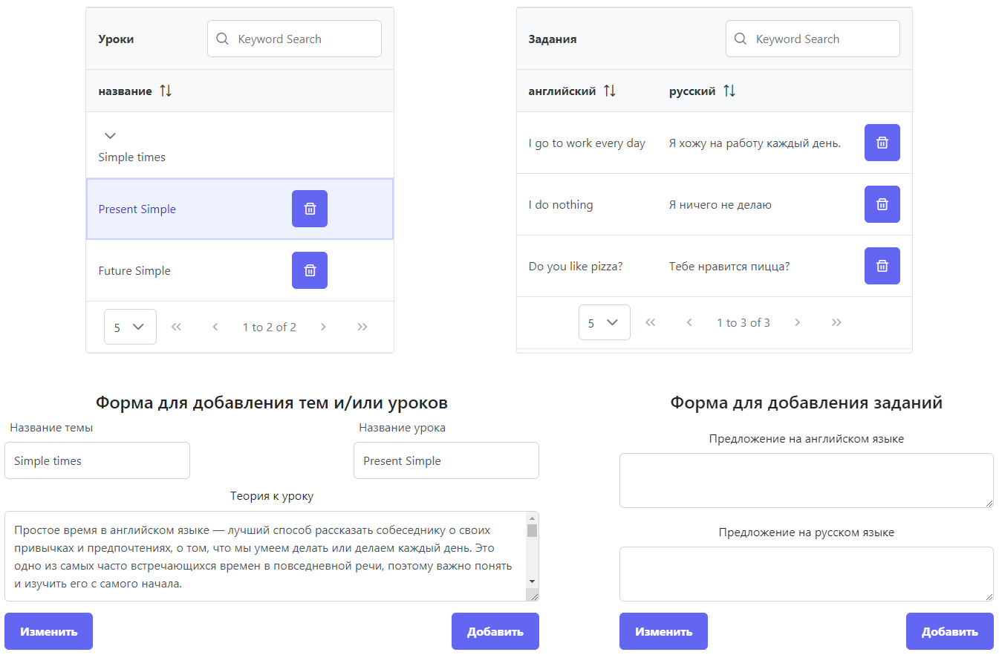 Уроки
Keyword Search
название
Simple times
Present Simple
Future Simple
5
1 to 2 of 2
Задания
Keyword Search
английский русский
I go to work every day Я хожу на работу каждый день.
I do nothing Я ничего не делаю
Do you like pizza? Тебе нравится пицца?
5
1 to 3 of 3
Форма для добавления тем и/или уроков
Название темы
Название урока
Simple times
Present Simple
Теория к уроку
Простое время в английском языке — лучший способ рассказать собеседнику о своих
привычках и предпочтениях, о том, что мы умеем делать или делаем каждый день. Это
одно из самых часто встречающихся времен в повседневной речи, поэтому важно понять
и изучить его с самого начала.
Изменить
Добавить
Форма для добавления заданий
Предложение на английском языке
Предложение на русском языке
Изменить
Добавить